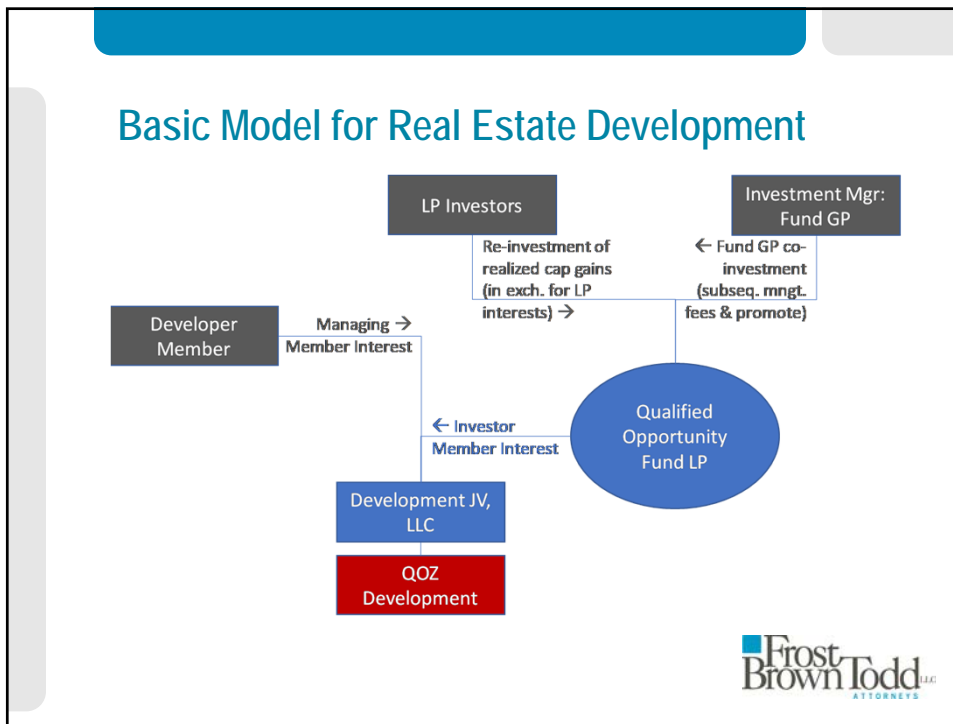 Basic Model for Real Estate Development
LP Investors
Investment Mgr:
Fund GP
Re-investment of
realized cap gains
(in exch. for LP
interests) →
← Fund GP co-
investment
(subseq. mngt.
fees & promote)
Developer
Member
Managing →
Member Interest
← Investor
Member Interest
Qualified
Opportunity
Fund LP
Development JV,
LLC
QOZ
Development
Frost
Brown Todd LLC
ATTORNEYS